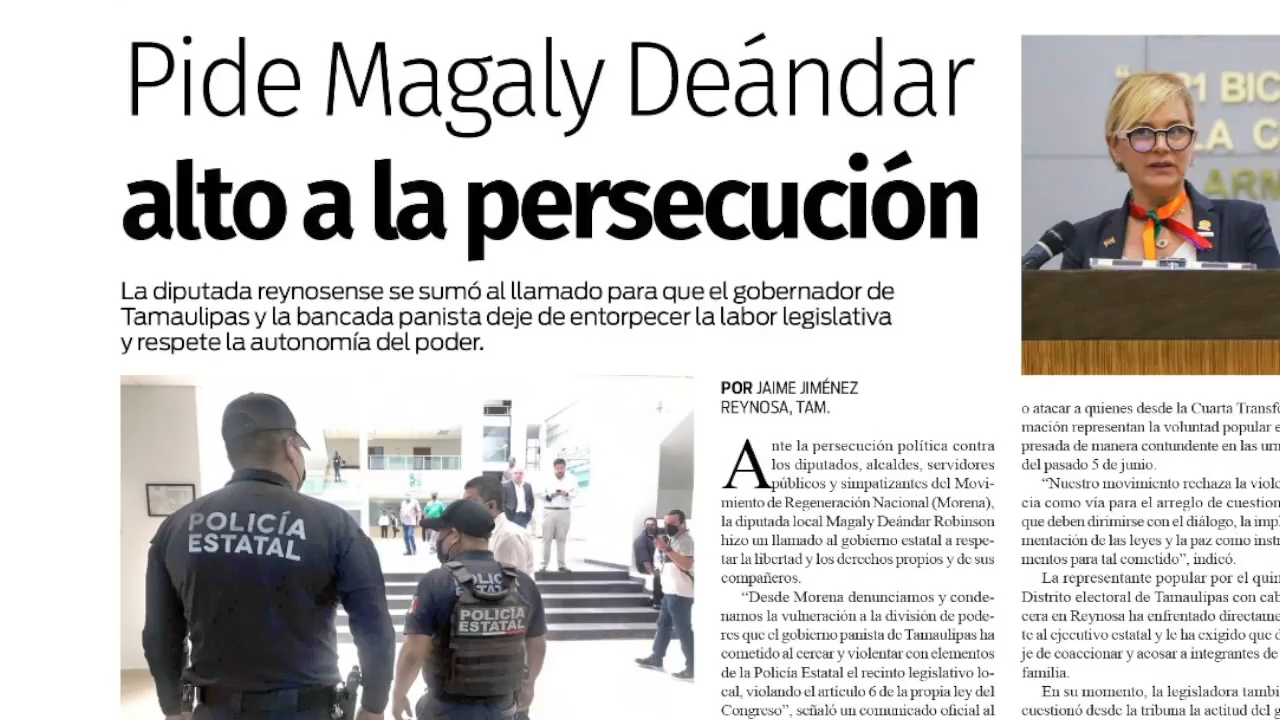 Pide Magaly Deándar
alto a la persecución
La diputada reynosense se sumó al llamado para que el gobernador de
Tamaulipas y la bancada panista deje de entorpecer la labor legislativa
y respete la autonomía del poder.
POLICÍA
ESTATAL
POLICÍA
ESTATAL
POR JAIME JIMÉNEZ
REYNOSA, TAM.
Ante la persecución política contra
los diputados, alcaldes, servidores
públicos y simpatizantes del Movi-
miento de Regeneración Nacional (Morena),
la diputada local Magaly Deándar Robinson
hizo un llamado al gobierno estatal a respe-
tar la libertad y los derechos propios y de sus
compañeros.
“Desde Morena denunciamos y conde-
namos la vulneración a la división de pode-
res que el gobierno panista de Tamaulipas ha
cometido al cercar y violentar con elementos
de la Policía Estatal el recinto legislativo lo-
cal, violando el artículo 6 de la propia ley del
Congreso”, señaló un comunicado oficial al
21 BIC
LA C
ARM
o atacar a quienes desde la Cuarta Transfo
mación representan la voluntad popular e
presada de manera contundente en las urn
del pasado 5 de junio.
“Nuestro movimiento rechaza la viole
cia como vía para el arreglo de cuestion
que deben dirimirse con el diálogo, la impl
mentación de las leyes y la paz como instr
mentos para tal cometido”, indicó.
La representante popular por el quin
Distrito electoral de Tamaulipas con cab
cera en Reynosa ha enfrentado directame
te al ejecutivo estatal y le ha exigido que d
je de coaccionar y acosar a integrantes de
familia.
En su momento, la legisladora tambi
cuestionó desde la tribuna la actitud del g